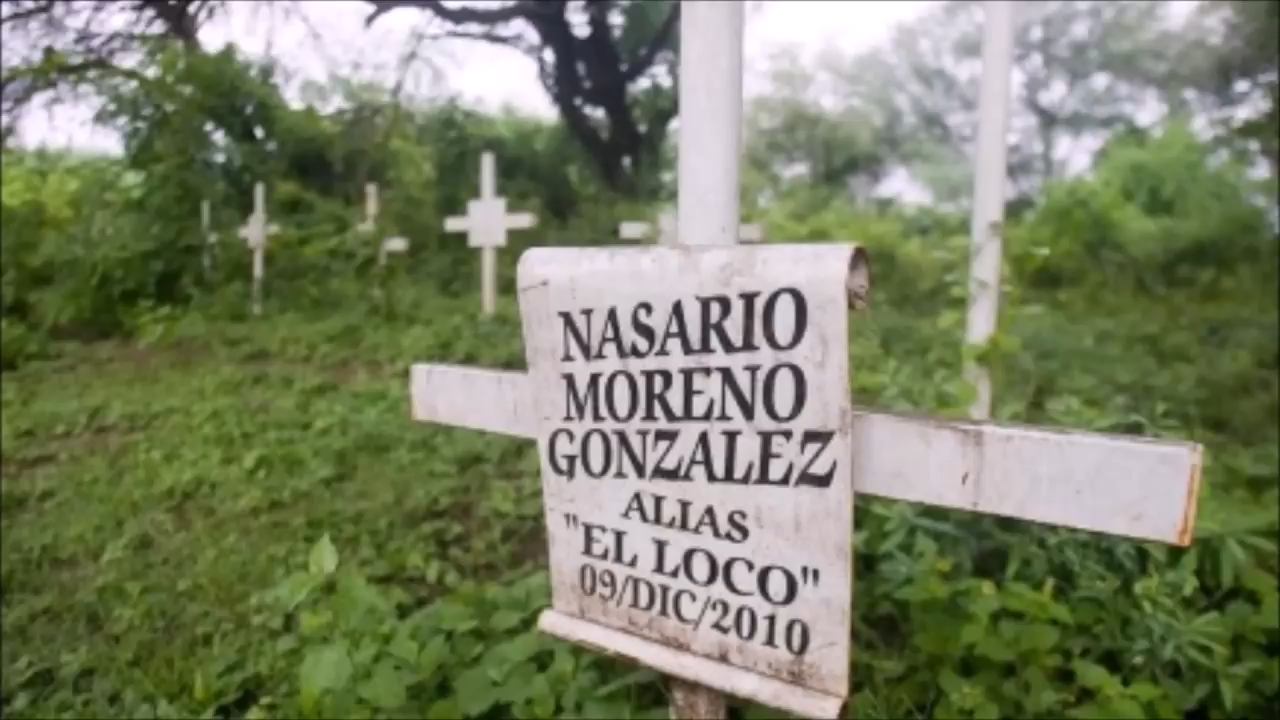 NASARIO
MORENO
GONZALEZ
ALIAS
"EL LOCO"
09/DIC/2010